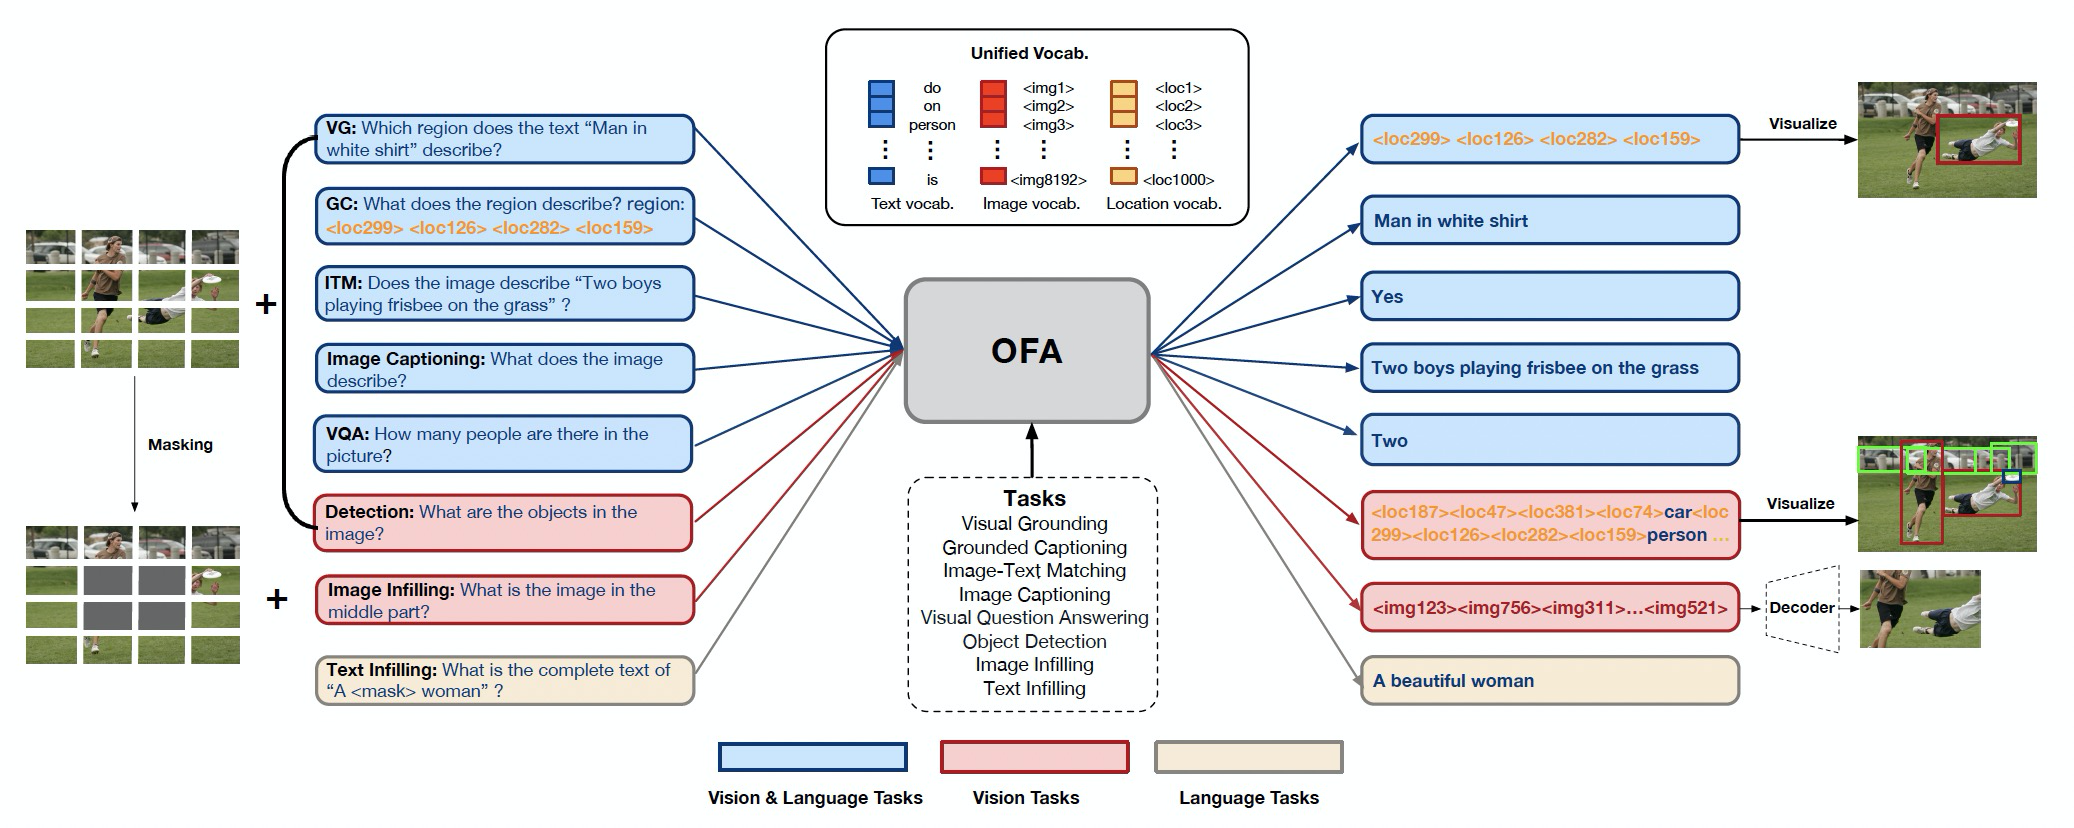 Unified Vocab.
do
on
person
is
Text vocab.
<img1>
<img2>
<img3>
<img8192>
Image vocab.
<loc1>
<loc2>
<loc3>
<loc1000>
Location vocab.
+
Masking
+
VG: Which region does the text “Man in
white shirt” describe?
GC: What does the region describe? region:
<loc299> <loc126> <loc282> <loc159>
ITM: Does the image describe “Two boys
playing frisbee on the grass” ?
Image Captioning: What does the image
describe?
VQA: How many people are there in the
picture?
Detection: What are the objects in the
image?
Image Infilling: What is the image in the
middle part?
Text Infilling: What is the complete text of
“A <mask> woman” ?
OFA
Tasks
Visual Grounding
Grounded Captioning
Image-Text Matching
Image Captioning
Visual Question Answering
Object Detection
Image Infilling
Text Infilling
<loc299> <loc126> <loc282> <loc159>
Visualize
Man in white shirt
Yes
Two boys playing frisbee on the grass
Two
<loc187><loc47><loc381><loc74>car<loc
299><loc126><loc282><loc159>person ...
Visualize
<img123><img756><img311>...<img521>
Decoder
A beautiful woman
Vision & Language Tasks
Vision Tasks
Language Tasks